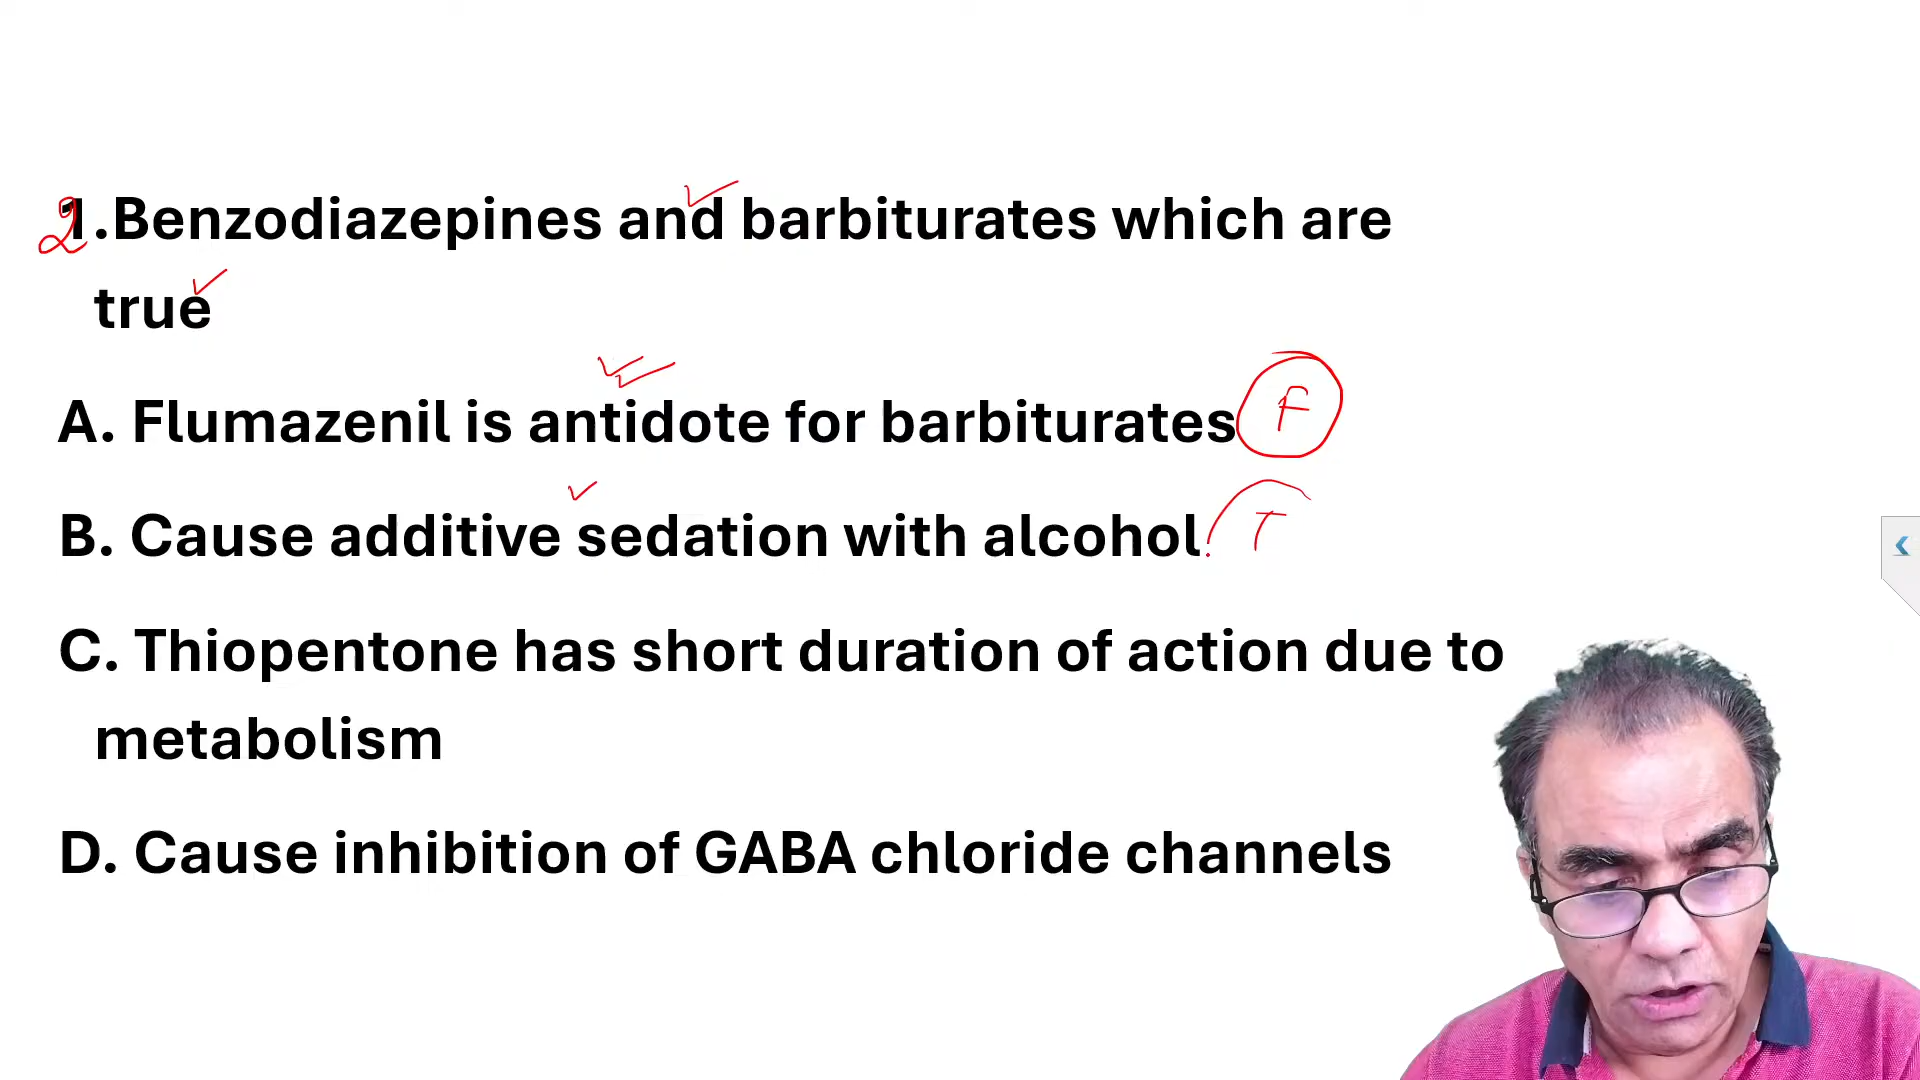 2
1.Benzodiazepines and barbiturates which are
true
A. Flumazenil is antidote for barbiturates F
B. Cause additive sedation with alcohol. T
C. Thiopentone has short duration of action due to
metabolism
D. Cause inhibition of GABA chloride channels